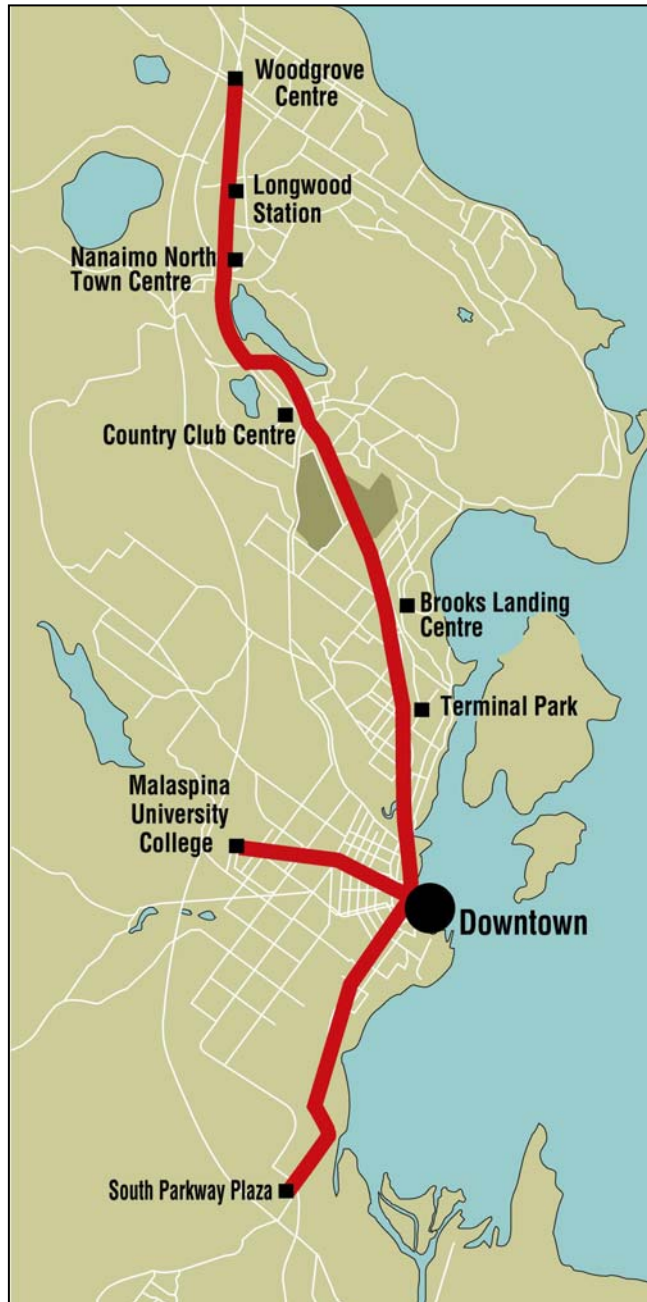 Woodgrove
Centre
Longwood
Station
Nanaimo North
Town Centre
Country Club Centre
Brooks Landing
Centre
Terminal Park
Malaspina
University
College
Downtown
South Parkway Plaza